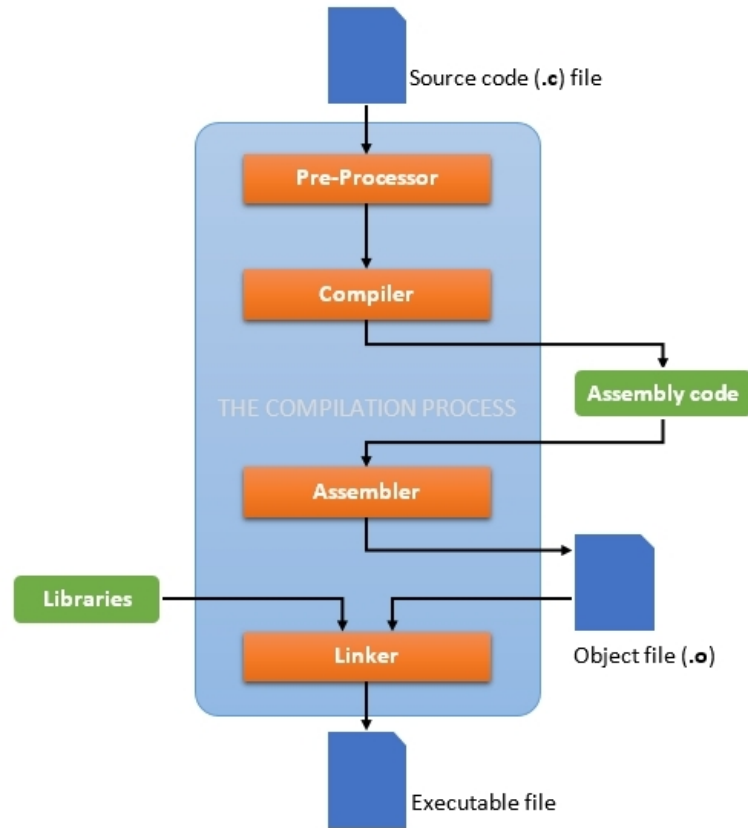 Source code (.c) file
Pre-Processor
Compiler
Assembly code
THE COMPILATION PROCESS
Assembler
Libraries
Linker
Object file (.o)
Executable file